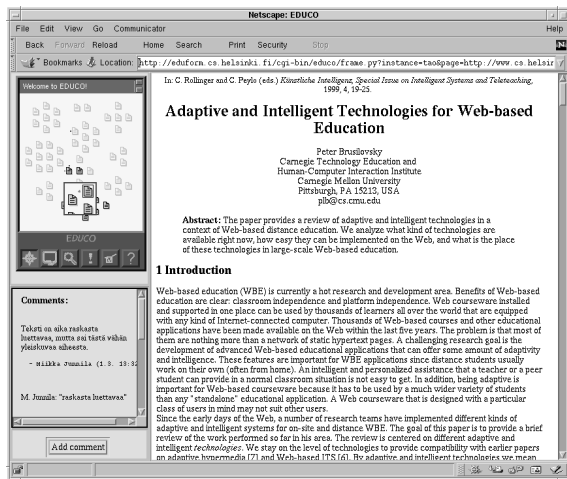 Netscape: EDUCO
File Edit View Go Communicator Help
Back Forward Reload Home Search Print Security Stop
Bookmarks Location: http://eduform.cs.helsinki.fi/cgi-bin/educo/frame.py?instance=tao&page=http://www.cs.helsin
Welcome to EDUCO!
EDUCO
Comments:
Teksti on aika raskasta
luettavaa, mutta sai tästä vähän
yleiskuvaa aiheesta.
- Miikka Junnila (1.3. 13:32
M. Junnila: "raskasta luettavaa"
Add comment
In: C. Rollinger and C. Peylo (eds.) Künstliche Intelligenz, Special Issue on Intelligent Systems and Teleteaching,
1999, 4, 19-25.
Adaptive and Intelligent Technologies for Web-based
Education
Peter Brusilovsky
Carnegie Technology Education and
Human-Computer Interaction Institute
Carnegie Mellon University
Pittsburgh, PA 15213, USA
plb@cs.cmu.edu
Abstract: The paper provides a review of adaptive and intelligent technologies in a
context of Web-based distance education. We analyze what kind of technologies are
available right now, how easy they can be implemented on the Web, and what is the place
of these technologies in large-scale Web-based education.
1 Introduction
Web-based education (WBE) is currently a hot research and development area. Benefits of Web-based
education are clear: classroom independence and platform independence. Web courseware installed
and supported in one place can be used by thousands of learners all over the world that are equipped
with any kind of Internet-connected computer. Thousands of Web-based courses and other educational
applications have been made available on the Web within the last five years. The problem is that most of
them are nothing more than a network of static hypertext pages. A challenging research goal is the
development of advanced Web-based educational applications that can offer some amount of adaptivity
and intelligence. These features are important for WBE applications since distance students usually
work on their own (often from home). An intelligent and personalized assistance that a teacher or a peer
student can provide in a normal classroom situation is not easy to get. In addition, being adaptive is
important for Web-based courseware because it has to be used by a much wider variety of students
than any "standalone" educational application. A Web courseware that is designed with a particular
class of users in mind may not suit other users.
Since the early days of the Web, a number of research teams have implemented different kinds of
adaptive and intelligent systems for on-site and distance WBE. The goal of this paper is to provide a brief
review of the work performed so far in his area. The review is centered on different adaptive and
intelligent technologies. We stay on the level of technologies to provide compatibility with earlier papers
on adaptive hypermedia [7] and Web-based ITS [6]. By adaptive and intelligent technologies we mean